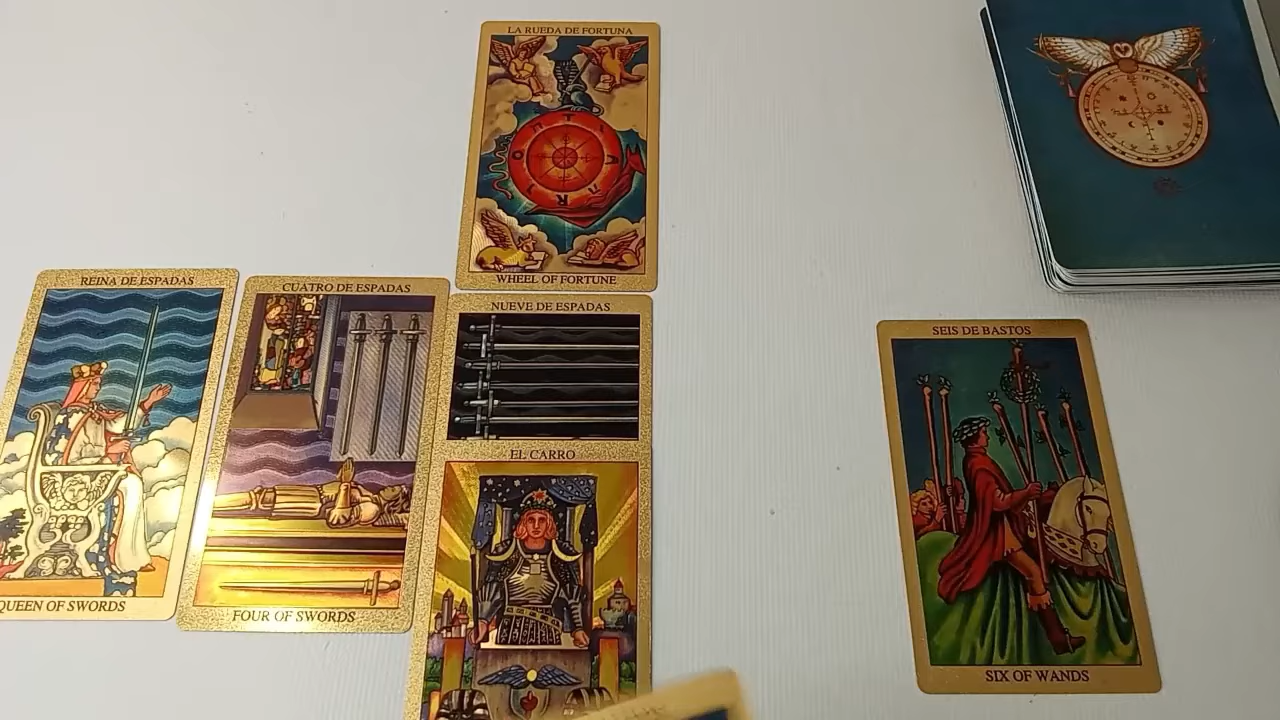 LA RUEDA DE FORTUNA
WHEEL OF FORTUNE
REINA DE ESPADAS
QUEEN OF SWORDS
CUATRO DE ESPADAS
FOUR OF SWORDS
NUEVE DE ESPADAS
EL CARRO
SEIS DE BASTOS
SIX OF WANDS